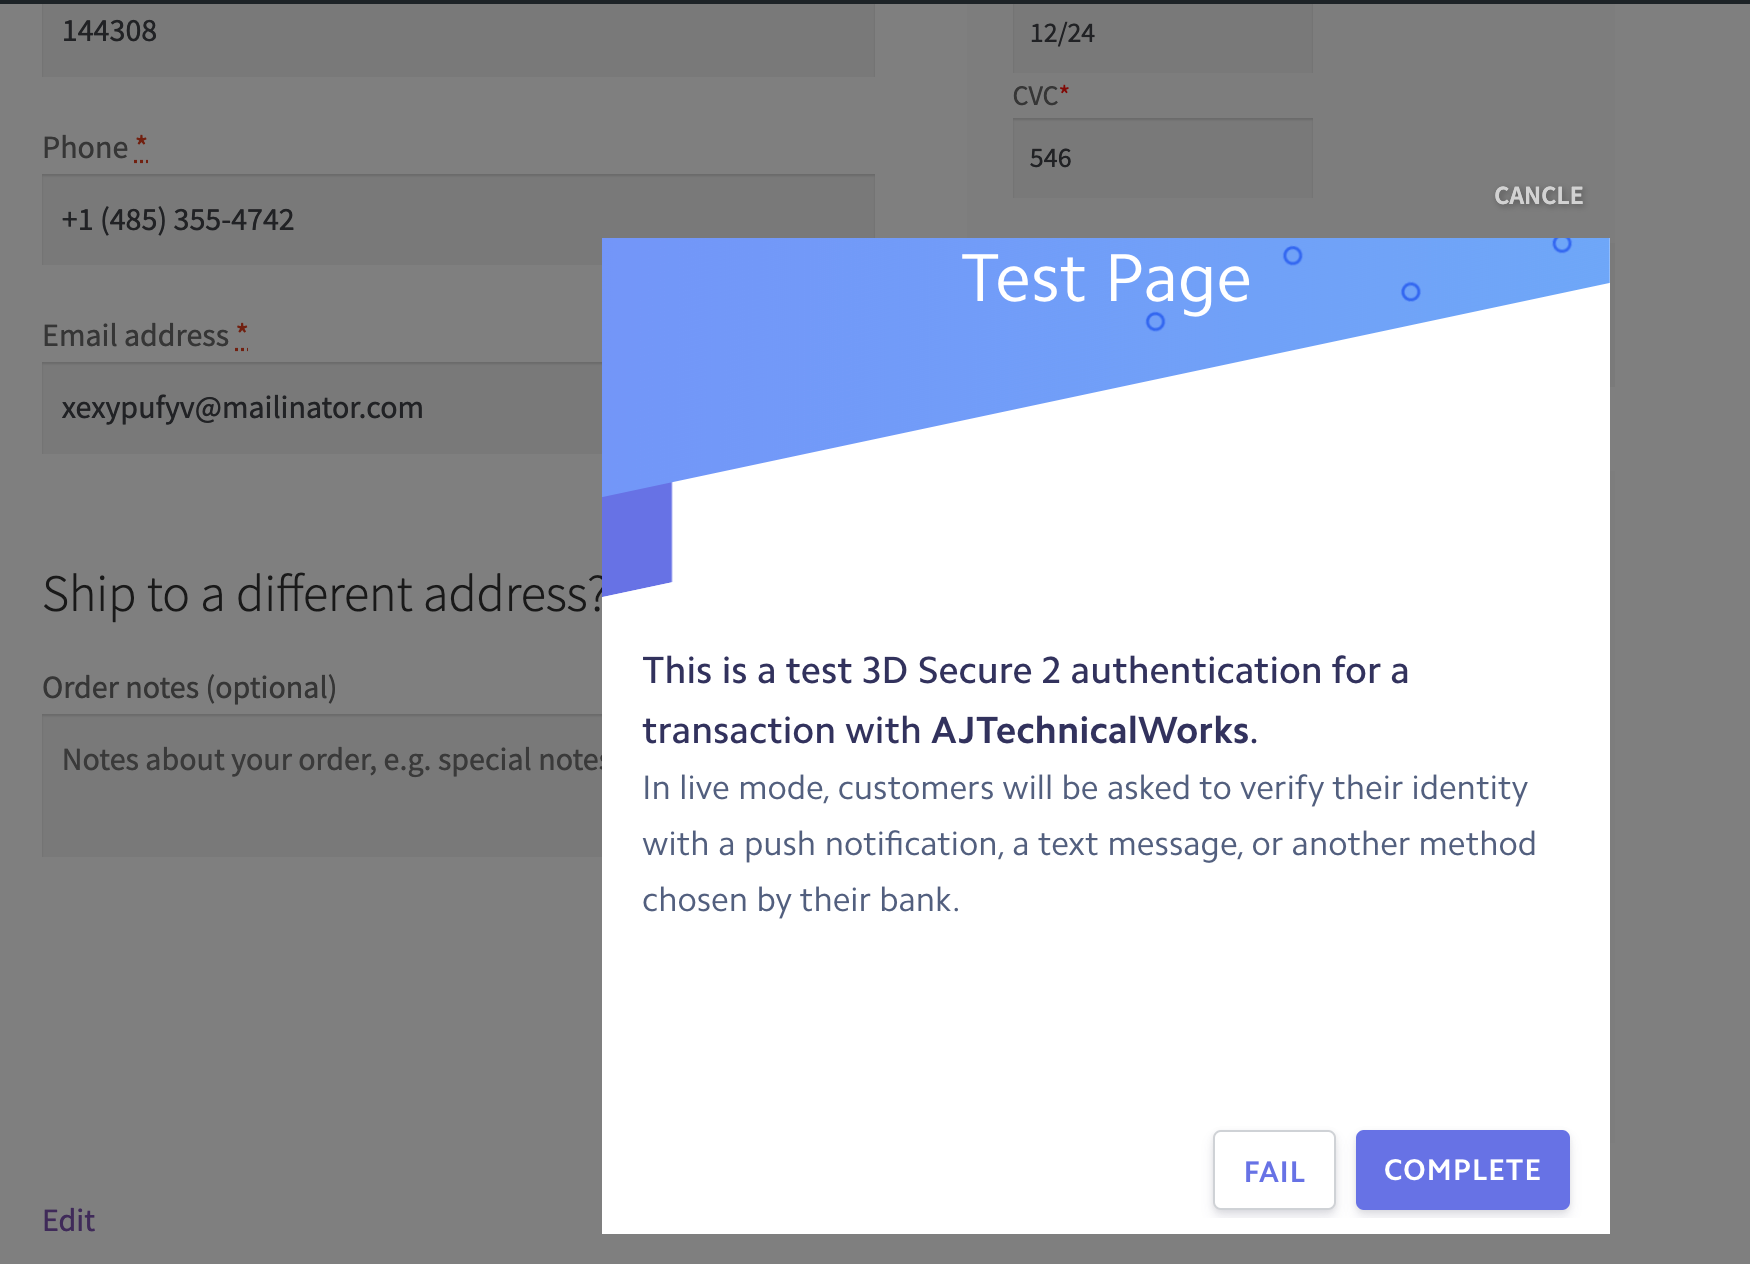 144308
Phone *
+1 (485) 355-4742
Email address *
xexypufyv@mailinator.com
Ship to a different address?
Order notes (optional)
Notes about your order, e.g. special notes
Edit
12/24
CVC*
546
CANCLE
Test Page
This is a test 3D Secure 2 authentication for a
transaction with AJTechnicalWorks.
In live mode, customers will be asked to verify their identity
with a push notification, a text message, or another method
chosen by their bank.
FAIL
COMPLETE